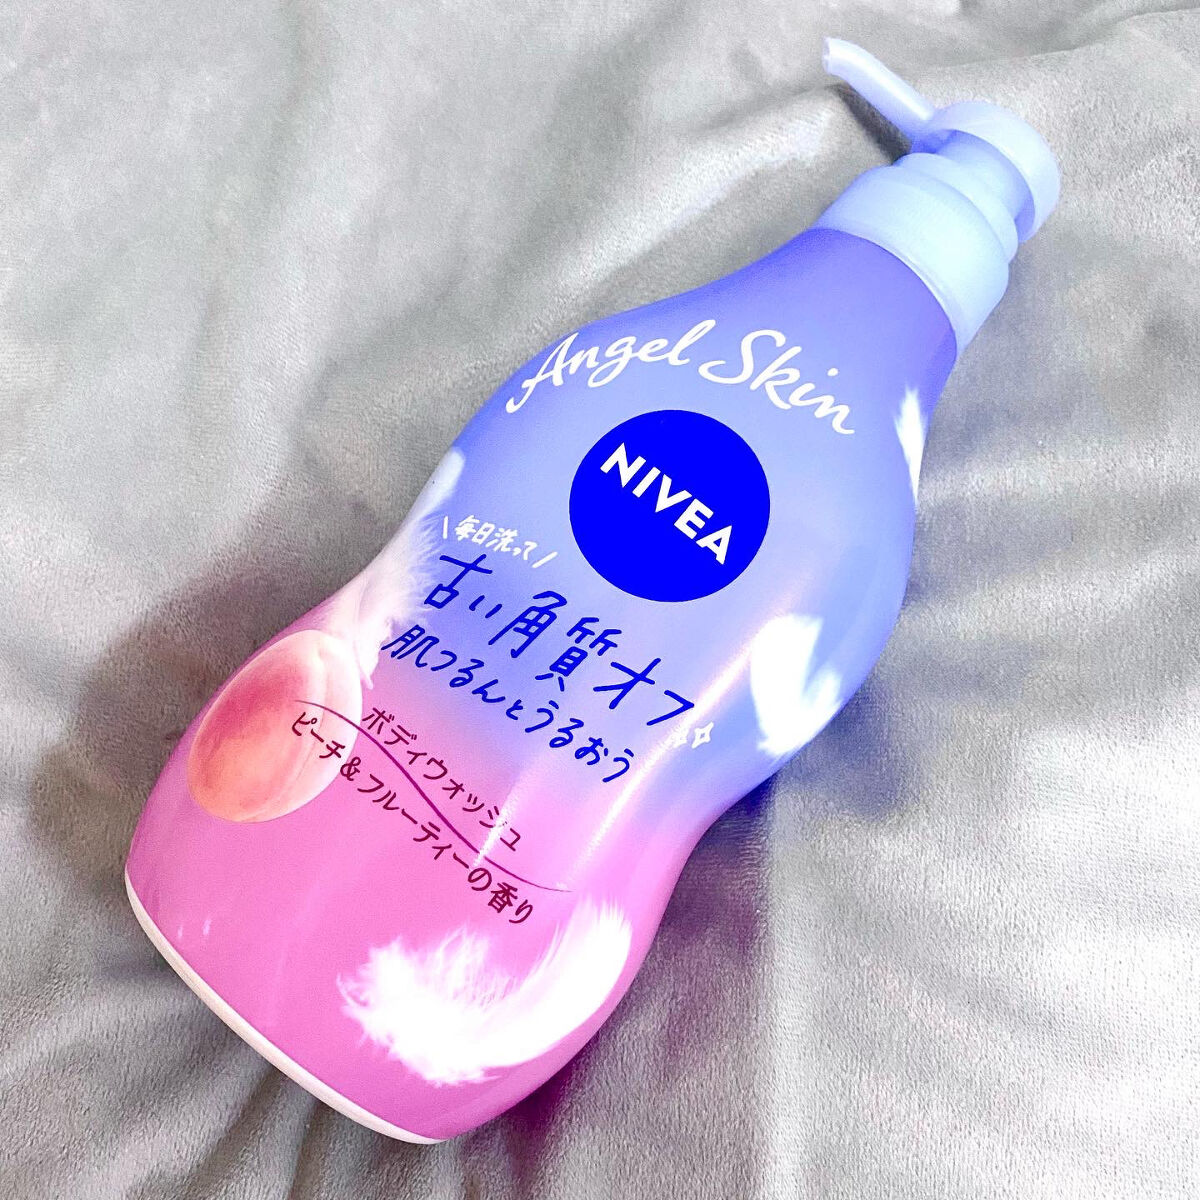 Angel Skin
NIVEA
\毎日洗って/
古い角質オフ
肌つるんとうるおう
ボディウォッシュ
ピーチ&フルーティーの香り